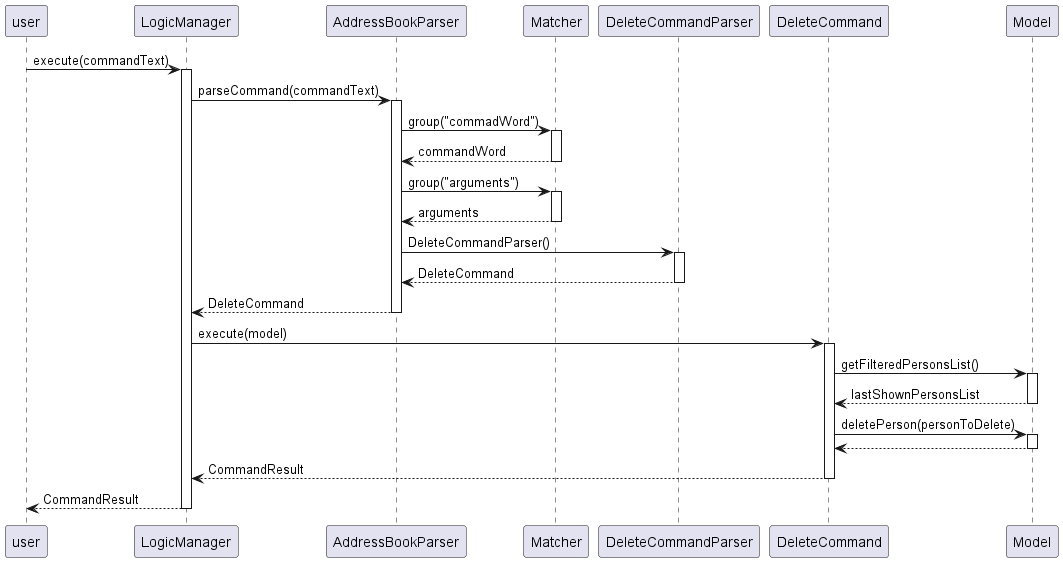 user LogicManager AddressBookParser Matcher DeleteCommandParser DeleteCommand Model
execute(commandText)
parseCommand(commandText)
group("commadWord")
commandWord
group("arguments")
arguments
DeleteCommandParser()
DeleteCommand
DeleteCommand
execute(model)
getFilteredPersonsList()
lastShownPersonsList
deletePerson(personToDelete)
CommandResult
CommandResult
user LogicManager AddressBookParser Matcher DeleteCommandParser DeleteCommand Model